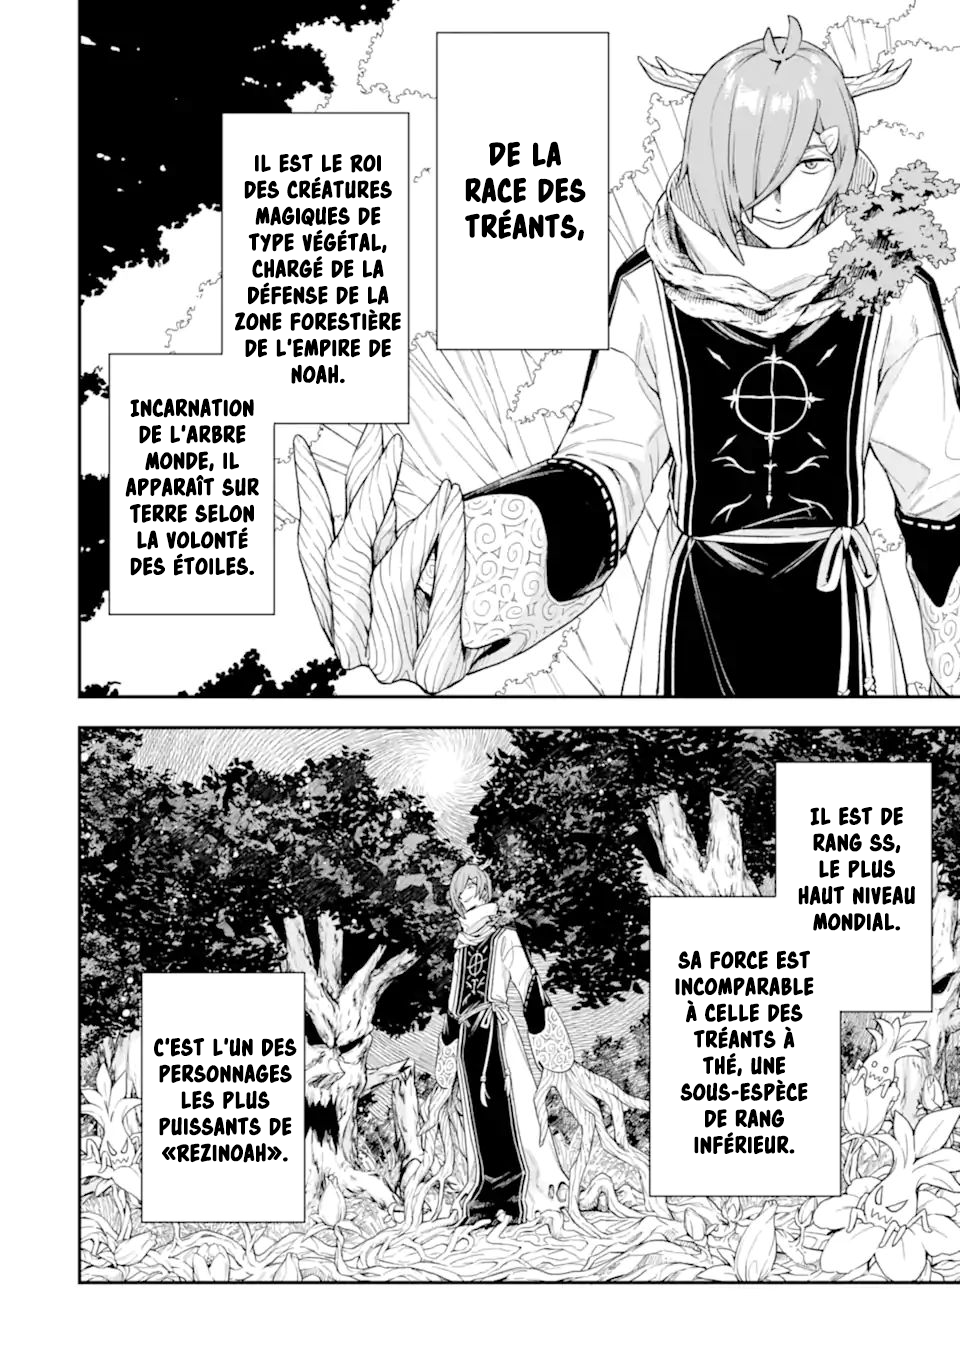 DE LA
RACE DES
TRÉANTS,
IL EST LE ROI
DES CRÉATURES
MAGIQUES DE
TYPE VÉGÉTAL,
CHARGÉ DE LA
DÉFENSE DE LA
ZONE FORESTIÈRE
DE L'EMPIRE DE
NOAH.
INCARNATION
DE L'ARBRE
MONDE, IL
APPARAÎT SUR
TERRE SELON
LA VOLONTÉ
DES ÉTOILES.
IL EST DE
RANG SS,
LE PLUS
HAUT NIVEAU
MONDIAL.
SA FORCE EST
INCOMPARABLE
À CELLE DES
TRÉANTS À
THÉ, UNE
SOUS-ESPÈCE
DE RANG
INFÉRIEUR.
C'EST L'UN DES
PERSONNAGES
LES PLUS
PUISSANTS DE
«REZINOAH».